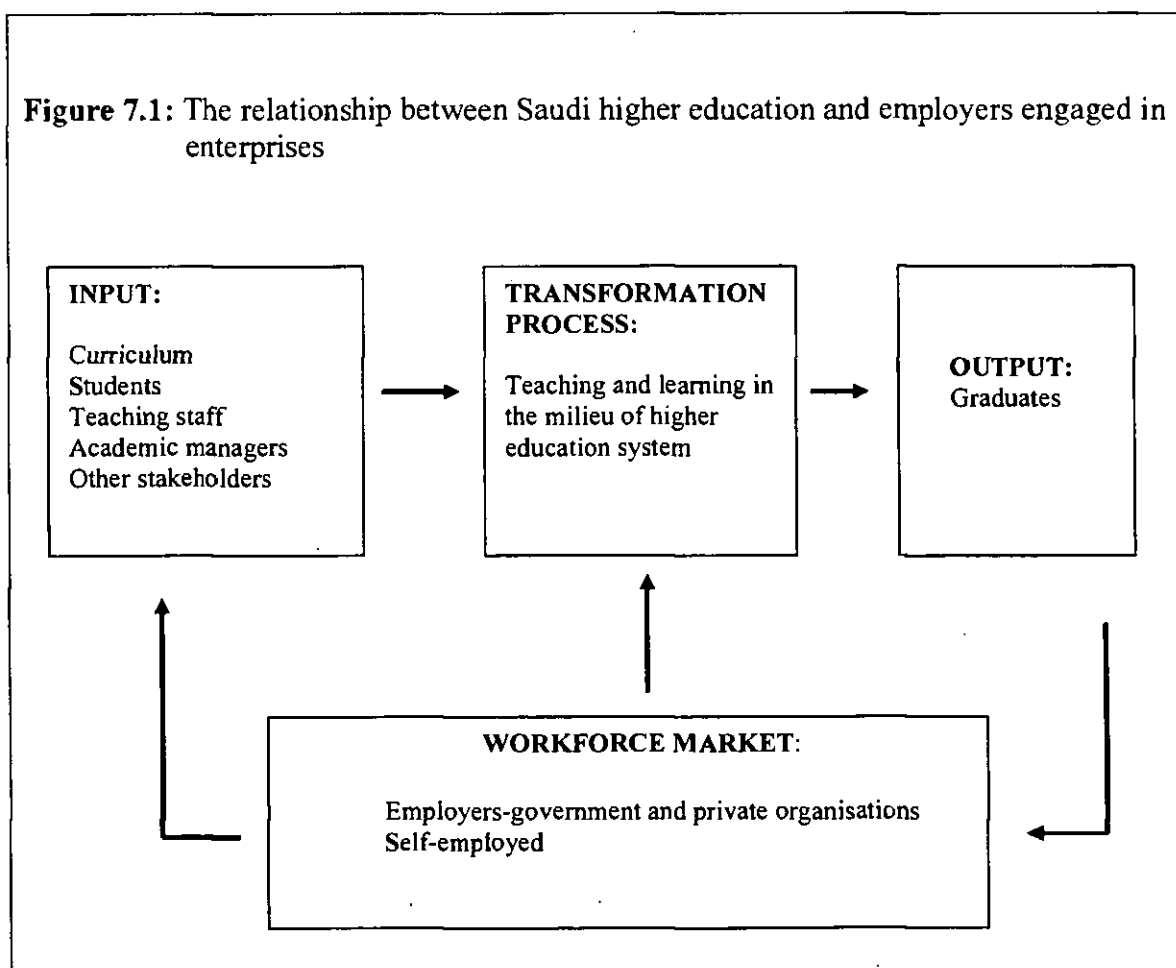 Figure 7.1: The relationship between Saudi higher education and employers engaged in
enterprises
INPUT:
Curriculum
Students
Teaching staff
Academic managers
Other stakeholders
TRANSFORMATION
PROCESS:
Teaching and learning in
the milieu of higher
education system
OUTPUT:
Graduates
WORKFORCE MARKET:
Employers-government and private organisations
Self-employed